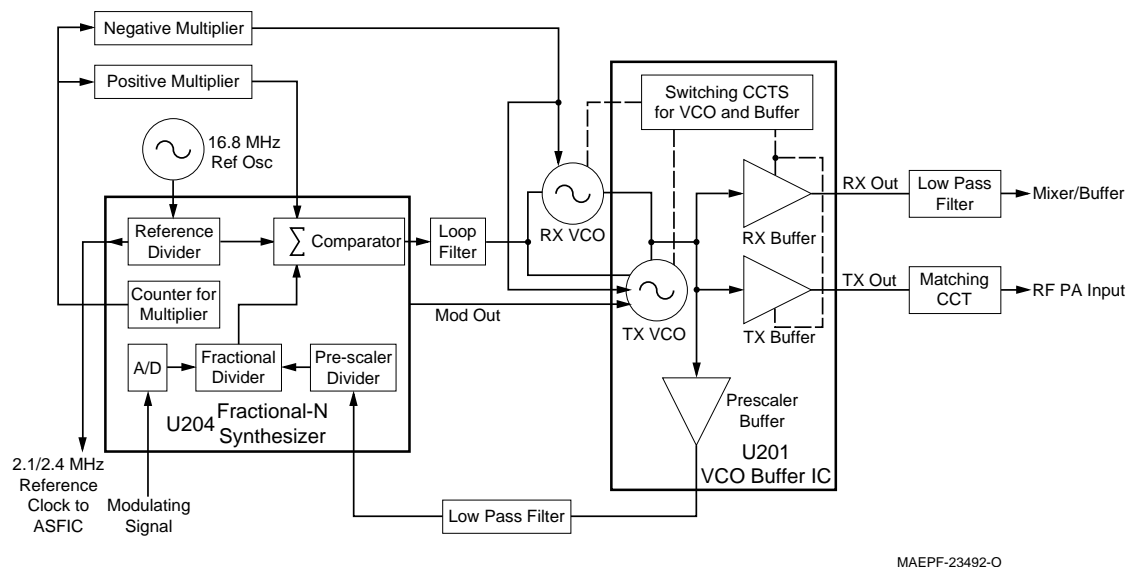 Negative Multiplier
Positive Multiplier
Switching CCTS
for VCO and Buffer
16.8 MHz
Ref Osc
RX Out
Low Pass
Filter
Mixer/Buffer
Reference
Divider
Σ Comparator
Loop
Filter
RX VCO
RX Buffer
Counter for
Multiplier
Mod Out
TX VCO
TX Out
Matching
CCT
RF PA Input
TX Buffer
A/D
Fractional
Divider
Pre-scaler
Divider
Prescaler
Buffer
U204 Fractional-N
Synthesizer
U201
VCO Buffer IC
2.1/2.4 MHz
Reference
Clock to
ASFIC
Modulating
Signal
Low Pass Filter
MAEPF-23492-O